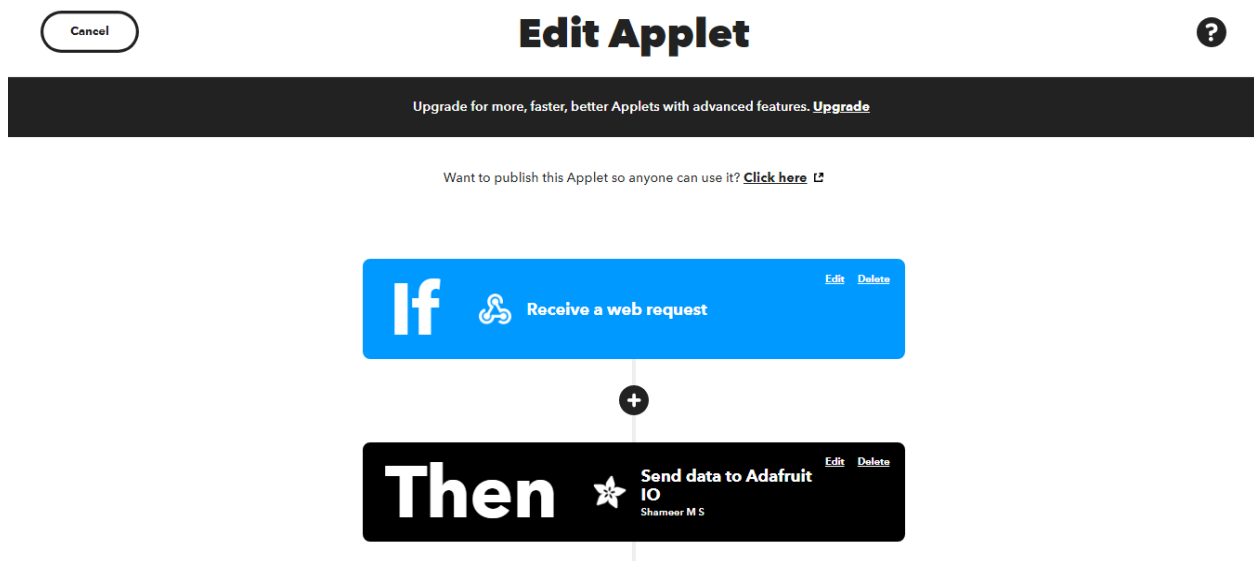 Cancel
Edit Applet
?
Upgrade for more, faster, better Applets with advanced features. Upgrade
Want to publish this Applet so anyone can use it? Click here
If
Receive a web request
Edit Delete
Then
Send data to Adafruit
IO
Shameer M S
Edit Delete